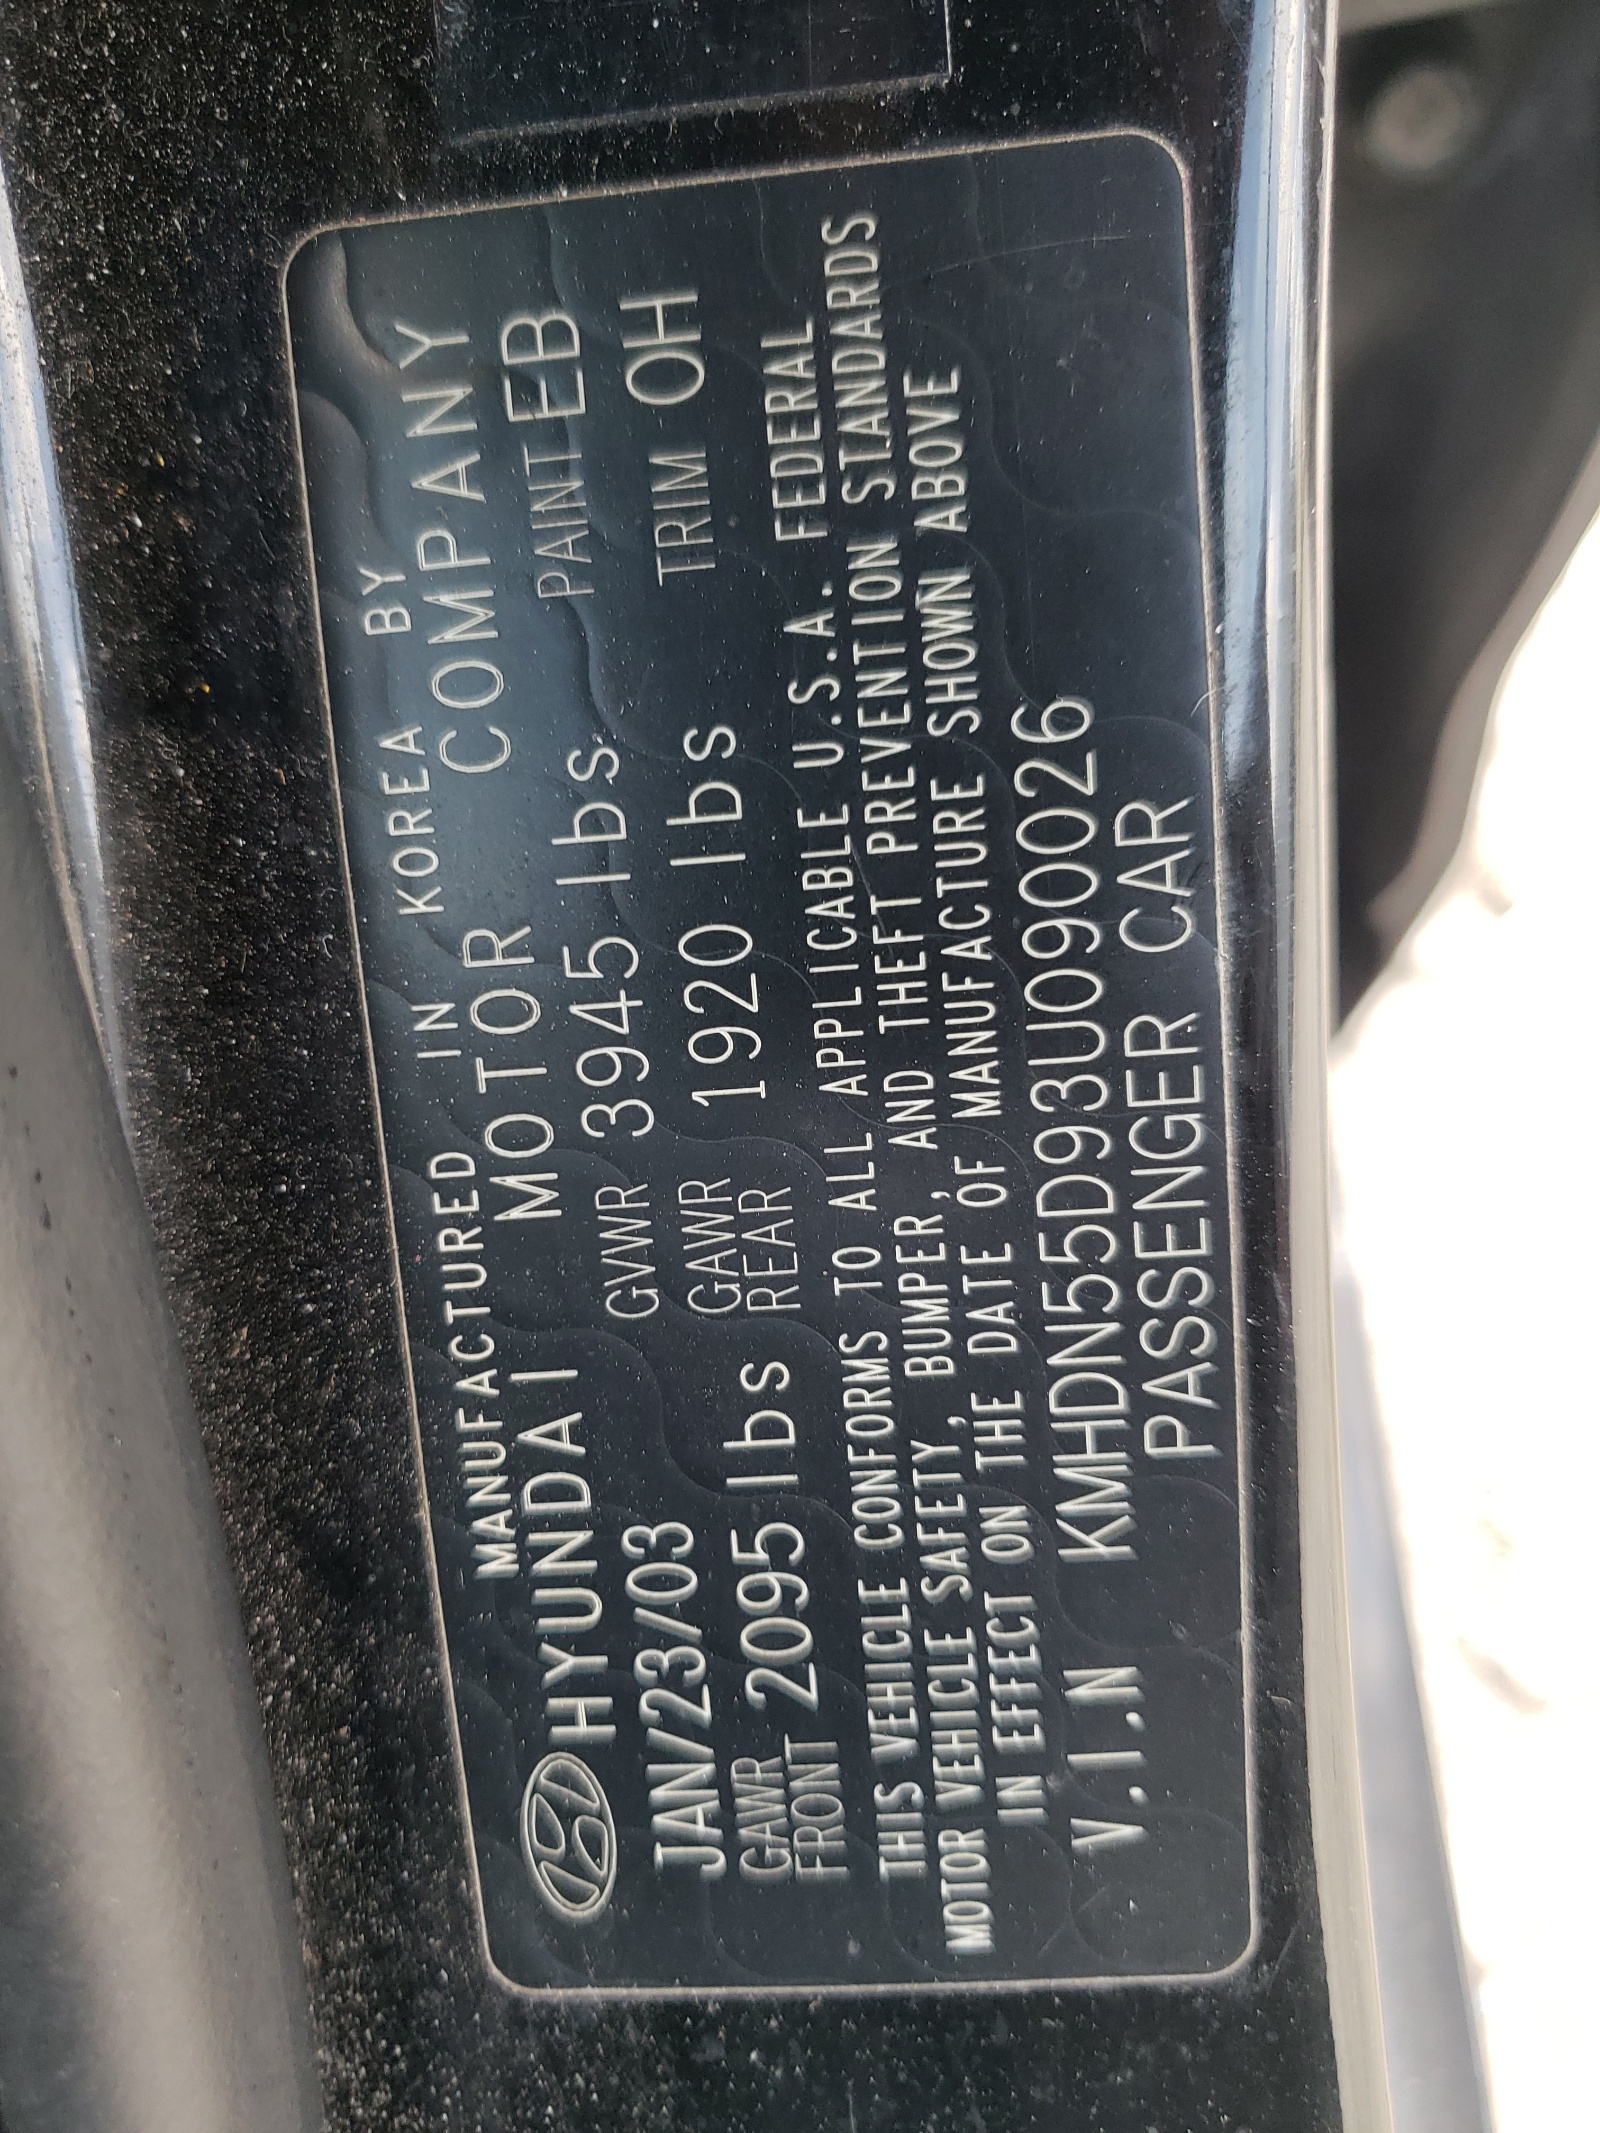 MANUFACTURED IN KOREA BY
HYUNDAI MOTOR COMPANY
JAN/23/03 GVWR 3945 lbs PAINT EB
GAWR FRONT 2095 lbs GAWR REAR 1920 lbs TRIM OH
THIS VEHICLE CONFORMS TO ALL APPLICABLE U.S.A. FEDERAL
MOTOR VEHICLE SAFETY, BUMPER, AND THEFT PREVENTION STANDARDS
IN EFFECT ON THE DATE OF MANUFACTURE SHOWN ABOVE
V.I.N KMHDN55D93U090026
PASSENGER CAR